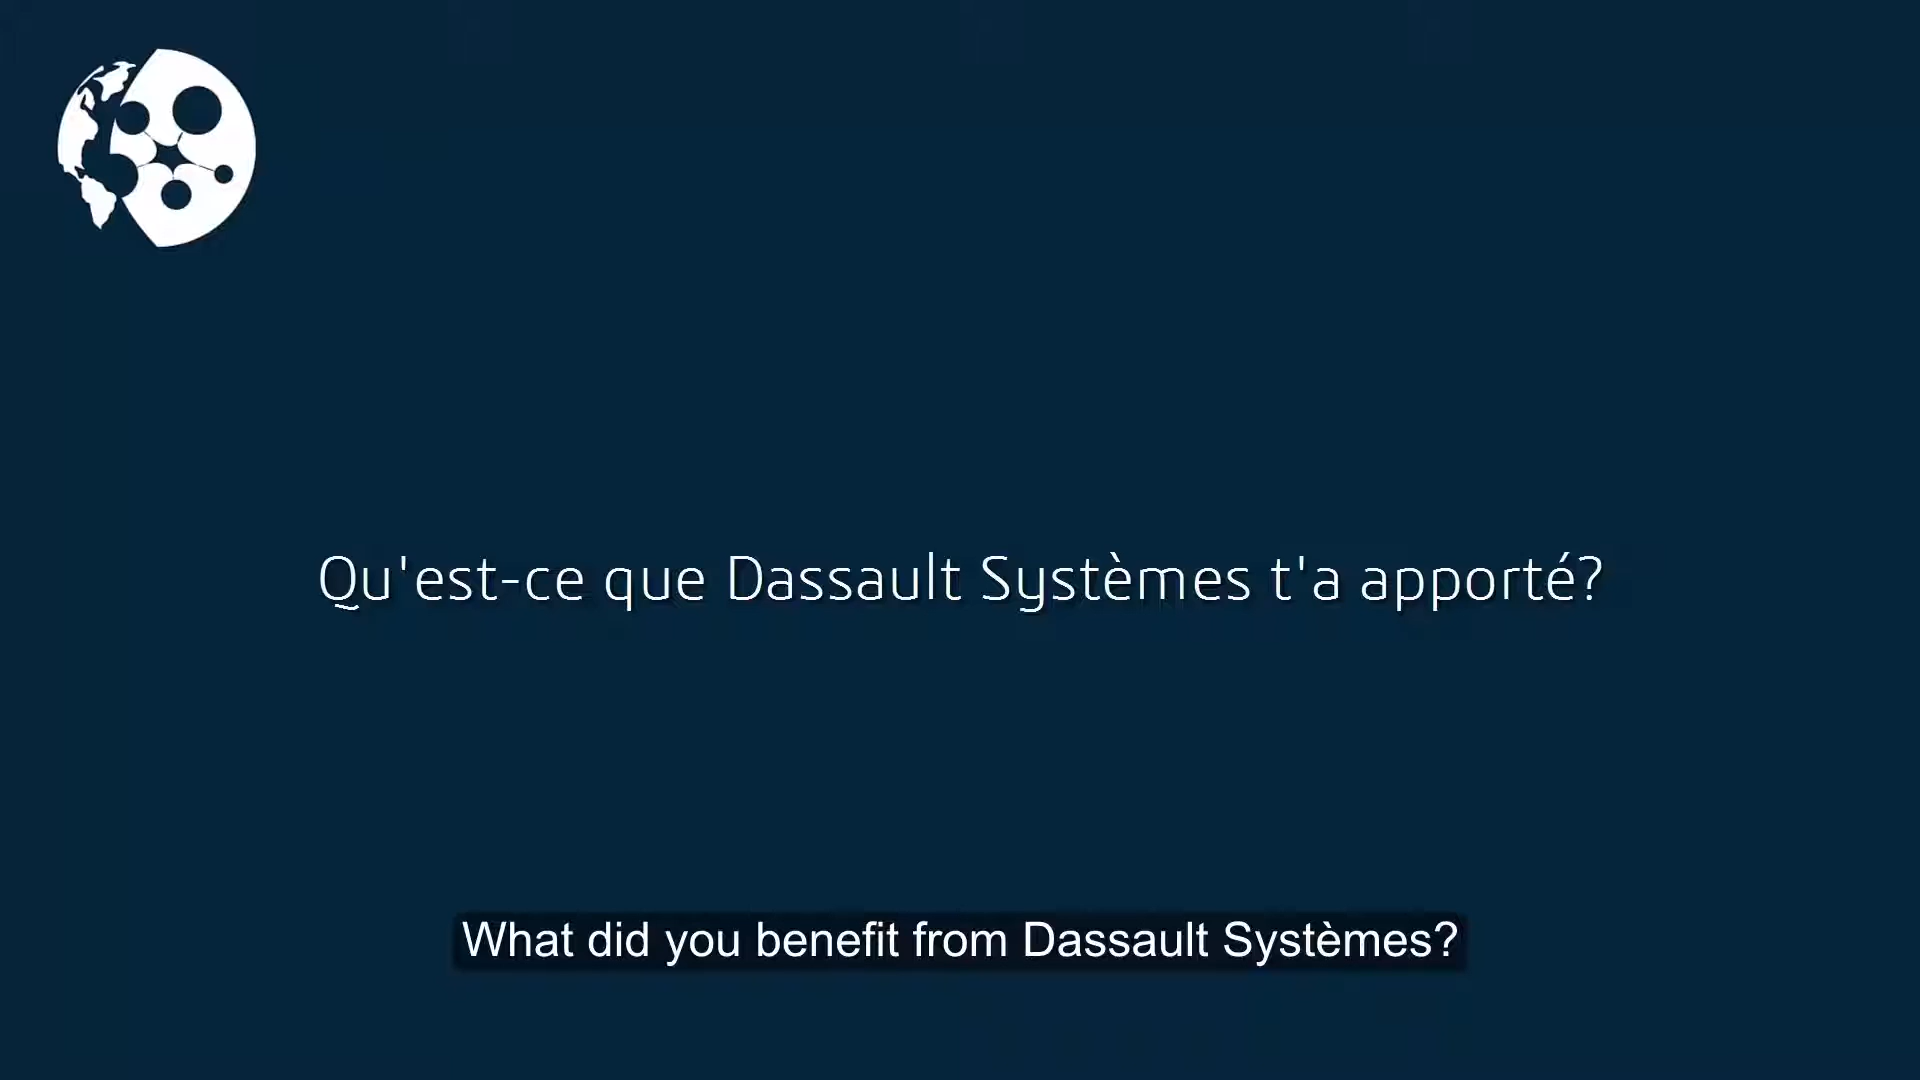 Qu'est-ce que Dassault Systèmes t'a apporté?
What did you benefit from Dassault Systèmes?